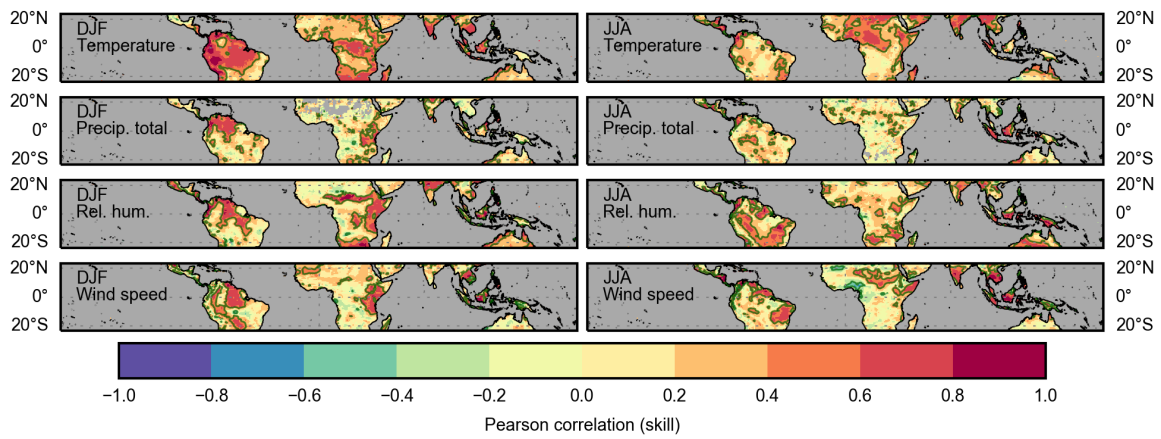 20°N
0°
20°S
DJF
Temperature
JJA
Temperature
20°N
0°
20°S
20°N
0°
20°S
DJF
Precip. total
JJA
Precip. total
20°N
0°
20°S
20°N
0°
20°S
DJF
Rel. hum.
JJA
Rel. hum.
20°N
0°
20°S
20°N
0°
20°S
DJF
Wind speed
JJA
Wind speed
20°N
0°
20°S
−1.0 −0.8 −0.6 −0.4 −0.2 0.0 0.2 0.4 0.6 0.8 1.0
Pearson correlation (skill)